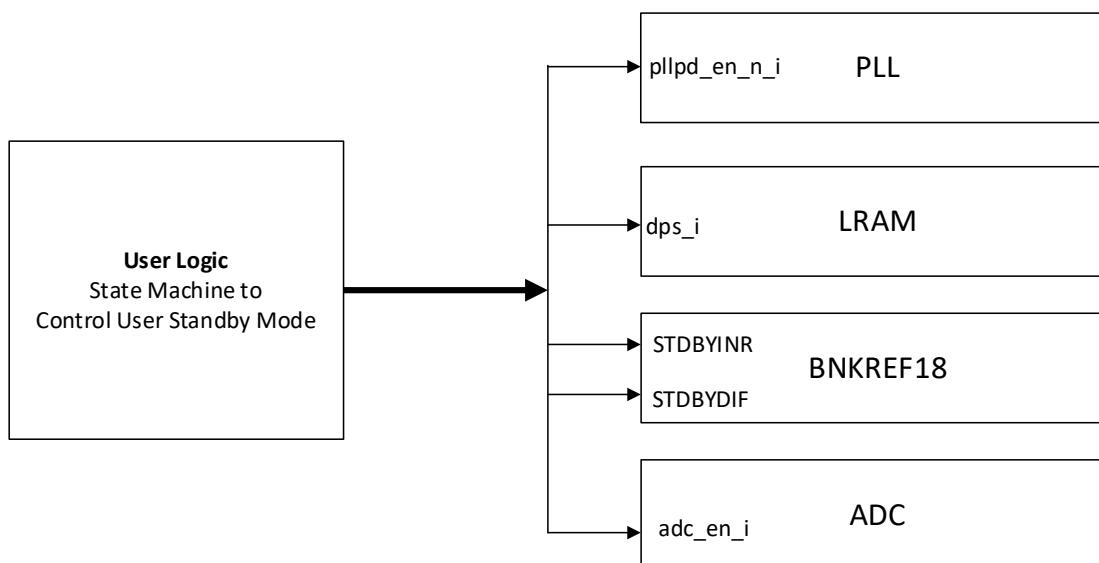 pllpd_en_n_i
PLL
dps_i
LRAM
User Logic
State Machine to
Control User Standby Mode
STDBYINR
BNKREF18
STDBYDIF
adc_en_i
ADC